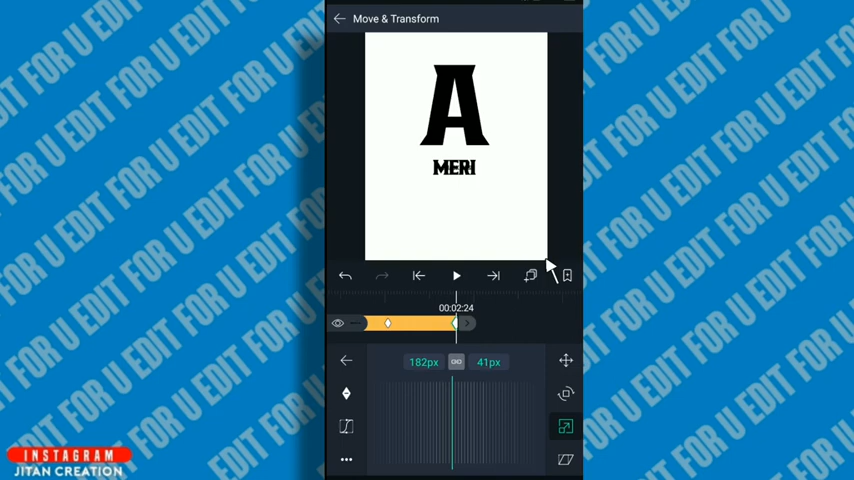 Move & Transform
A
MERI
00:02:24
182px
41px
EDIT FOR U EDIT FOR U EDIT FOR U
INSTAGRAM
JITAN CREATION